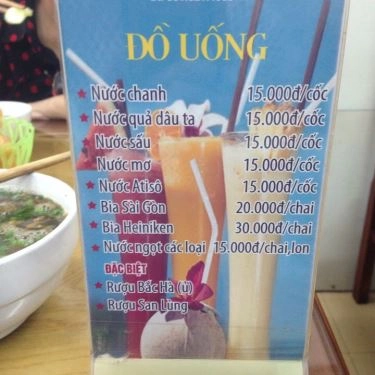 ĐỒ UỐNG
Nước chanh 15.000đ/cốc
Nước quả dâu ta 15.000đ/cốc
Nước sấu 15.000đ/cốc
Nước mơ 15.000đ/cốc
Nước Atisô 15.000đ/cốc
Bia Sài Gòn 20.000đ/chai
Bia Heiniken 30.000đ/chai
Nước ngọt các loại 15.000đ/chai,lon
ĐẶC BIỆT
Rượu Bắc Hà (ủ)
Rượu San Lùng